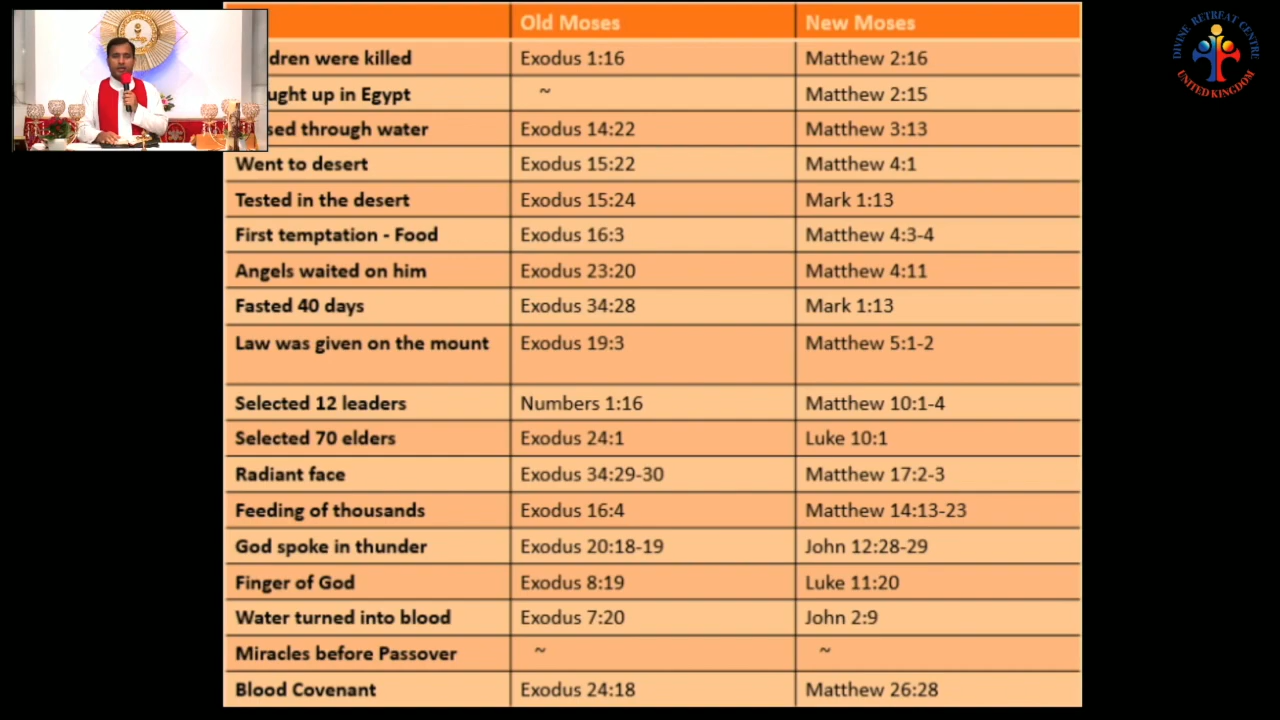 Old Moses New Moses
were killed Exodus 1:16 Matthew 2:16
up in Egypt ~ Matthew 2:15
through water Exodus 14:22 Matthew 3:13
Went to desert Exodus 15:22 Matthew 4:1
Tested in the desert Exodus 15:24 Mark 1:13
First temptation - Food Exodus 16:3 Matthew 4:3-4
Angels waited on him Exodus 23:20 Matthew 4:11
Fasted 40 days Exodus 34:28 Mark 1:13
Law was given on the mount Exodus 19:3 Matthew 5:1-2
Selected 12 leaders Numbers 1:16 Matthew 10:1-4
Selected 70 elders Exodus 24:1 Luke 10:1
Radiant face Exodus 34:29-30 Matthew 17:2-3
Feeding of thousands Exodus 16:4 Matthew 14:13-23
God spoke in thunder Exodus 20:18-19 John 12:28-29
Finger of God Exodus 8:19 Luke 11:20
Water turned into blood Exodus 7:20 John 2:9
Miracles before Passover ~ ~
Blood Covenant Exodus 24:18 Matthew 26:28
DIVINE RETREAT CENTRE
UNITED KINGDOM